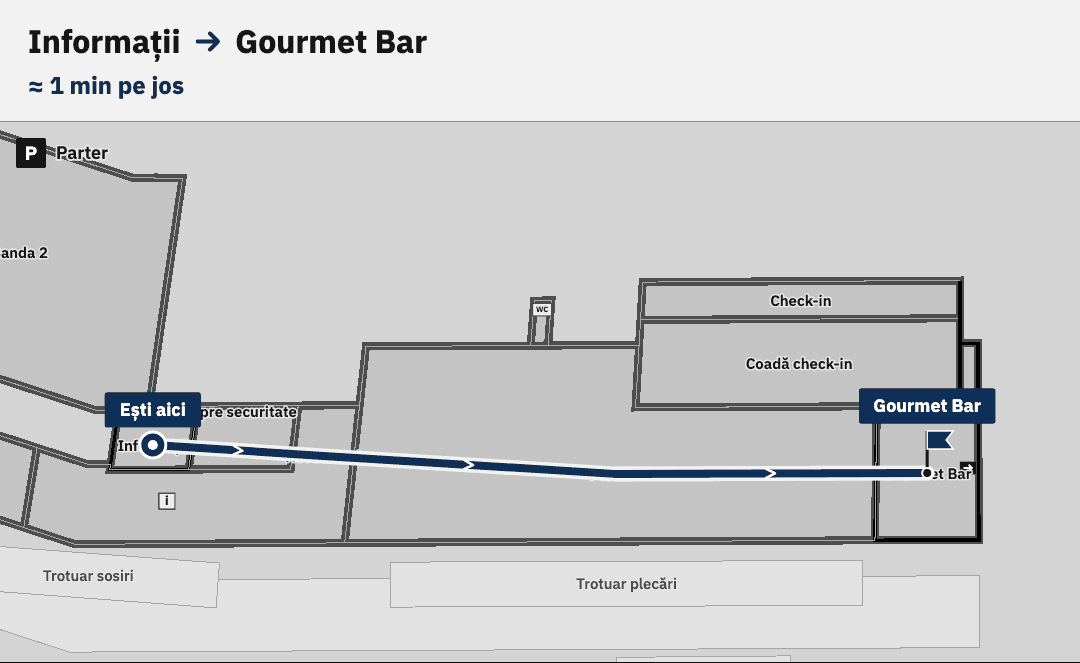 Informații → Gourmet Bar
≈ 1 min pe jos
P Parter
anda 2
wc
Check-in
Coadă check-in
Ești aici
pre securitate
Gourmet Bar
Inf
et Bar
i
Trotuar sosiri
Trotuar plecări